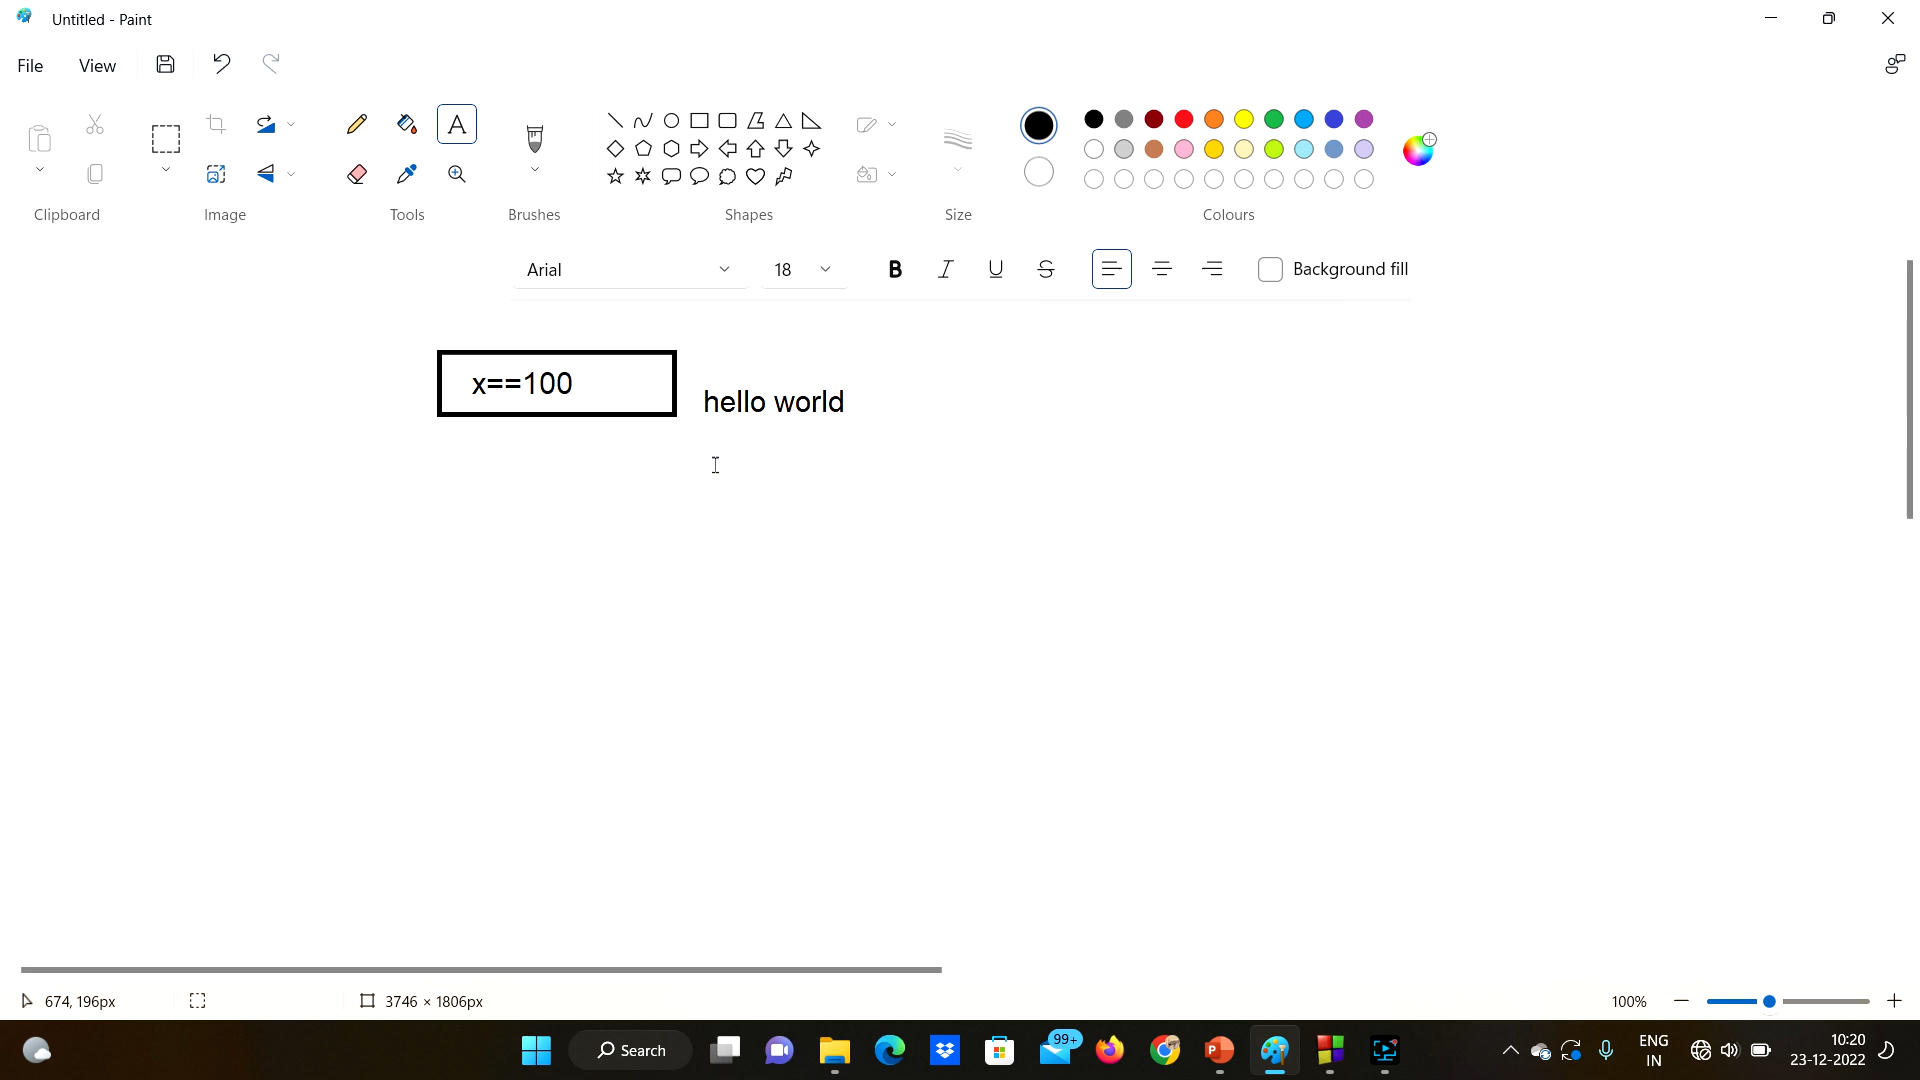 Untitled - Paint
File View
Clipboard Image Tools Brushes Shapes Size Colours
Arial 18 B I U S Background fill
x==100
hello world
674, 196px 3746 × 1806px 100%
Search 99+ ENG IN 10:20 23-12-2022